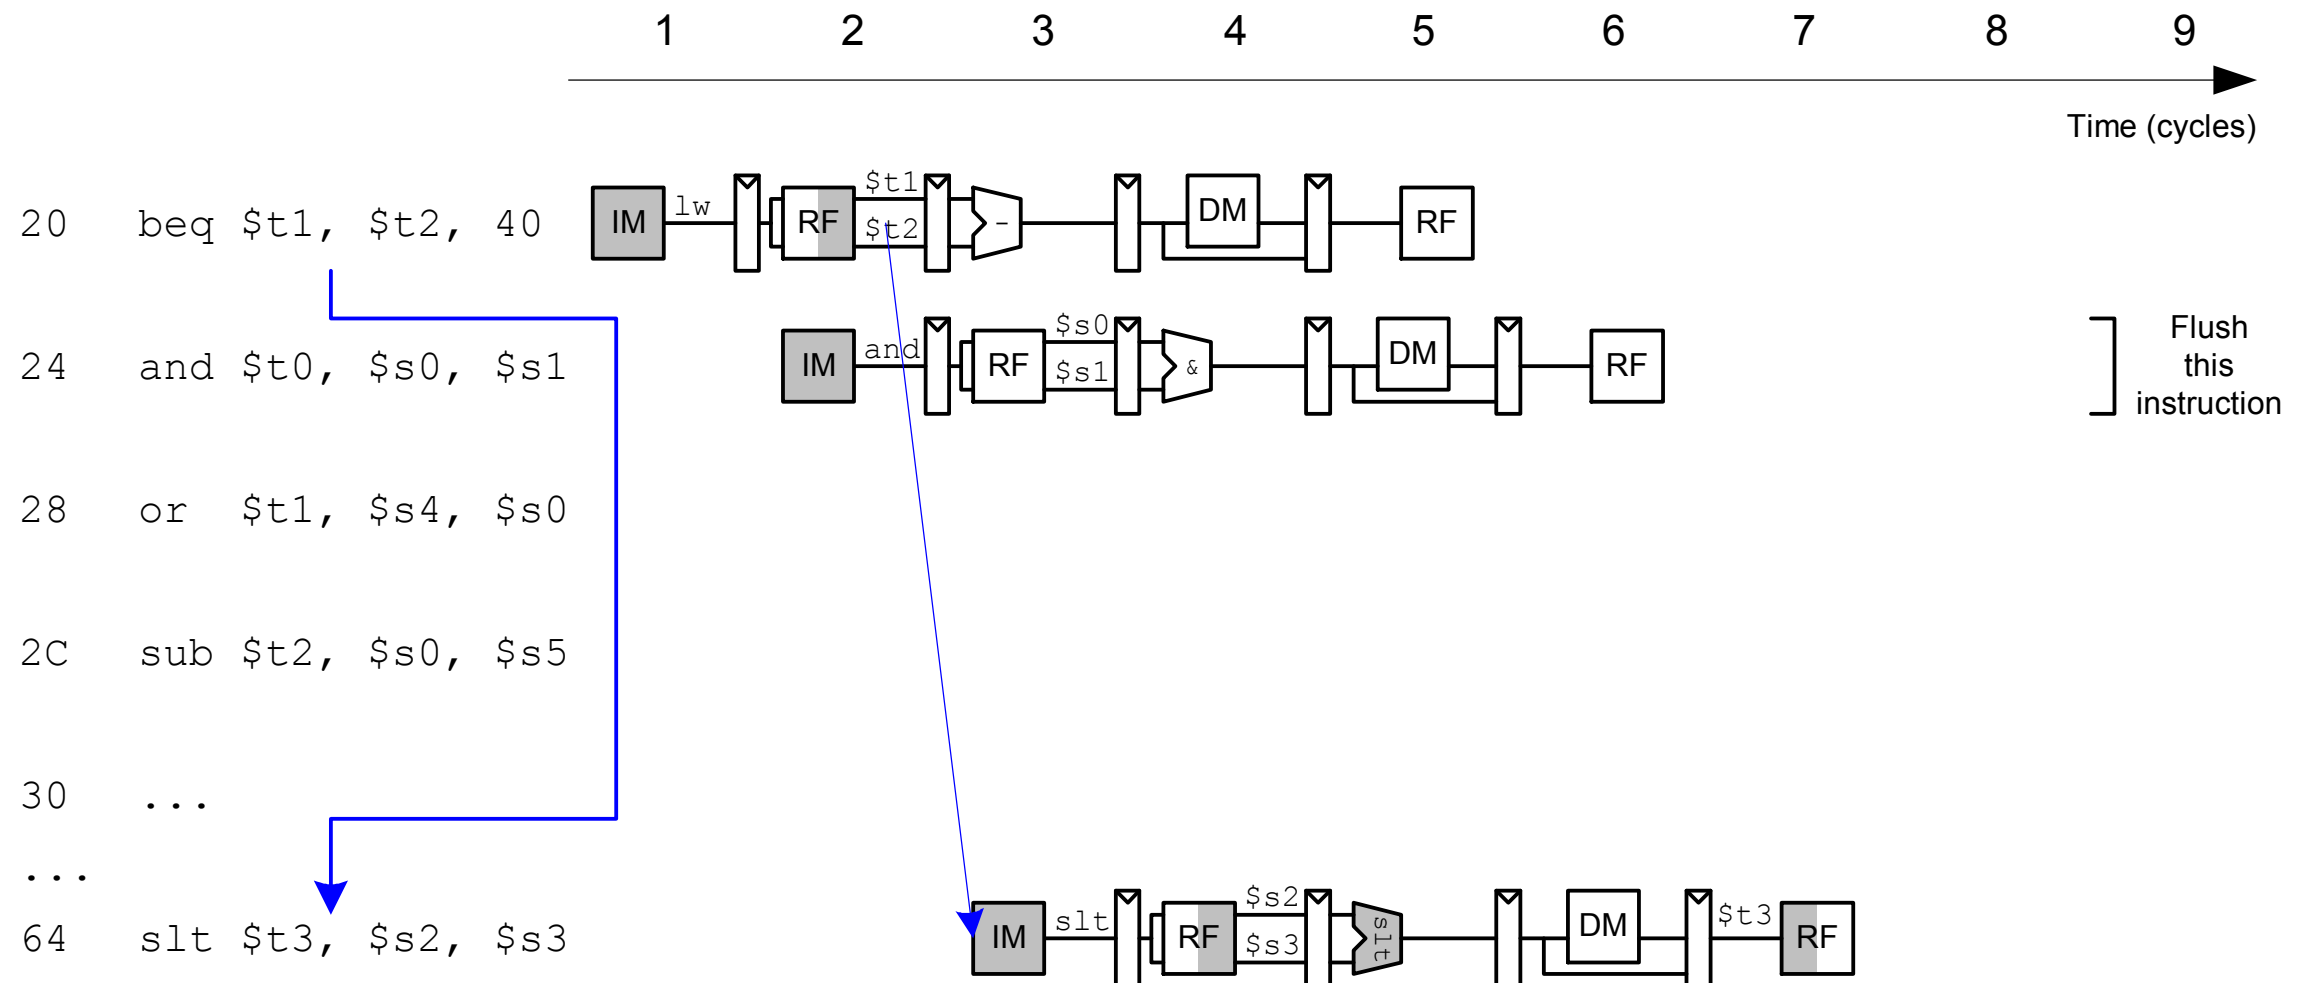 1 2 3 4 5 6 7 8 9
Time (cycles)
20 beq $t1, $t2, 40 IM lw RF $t1 $t2 - DM RF
24 and $t0, $s0, $s1 IM and RF $s0 $s1 & DM RF
Flush
this
instruction
28 or $t1, $s4, $s0
2C sub $t2, $s0, $s5
30 ...
...
64 slt $t3, $s2, $s3 IM slt RF $s2 $s3 slt DM $t3 RF